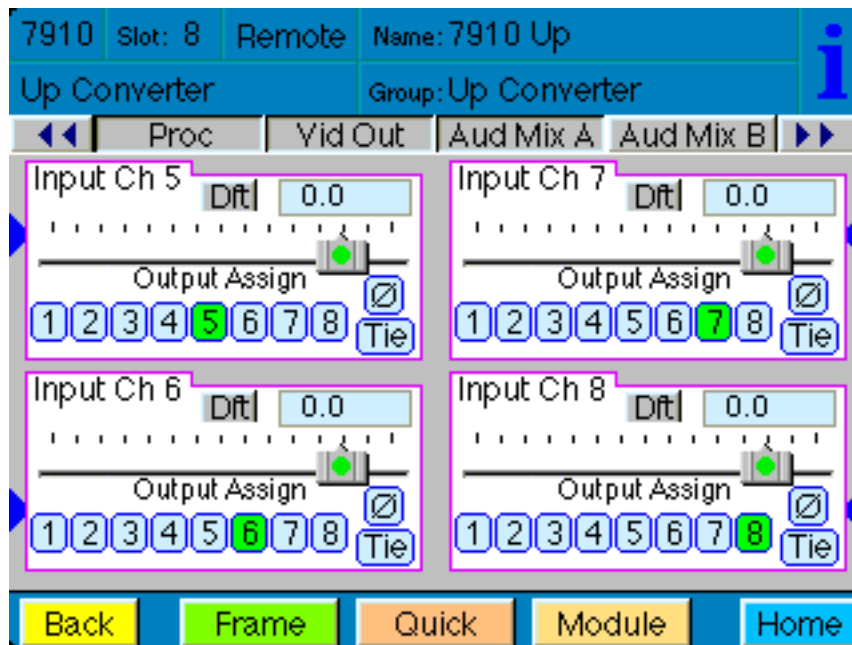 7910 Slot: 8 Remote Name: 7910 Up
Up Converter Group: Up Converter
i
Proc Vid Out Aud Mix A Aud Mix B
Input Ch 5 Dft 0.0
Output Assign
1 2 3 4 5 6 7 8 Ø Tie
Input Ch 7 Dft 0.0
Output Assign
1 2 3 4 5 6 7 8 Ø Tie
Input Ch 6 Dft 0.0
Output Assign
1 2 3 4 5 6 7 8 Ø Tie
Input Ch 8 Dft 0.0
Output Assign
1 2 3 4 5 6 7 8 Ø Tie
Back Frame Quick Module Home